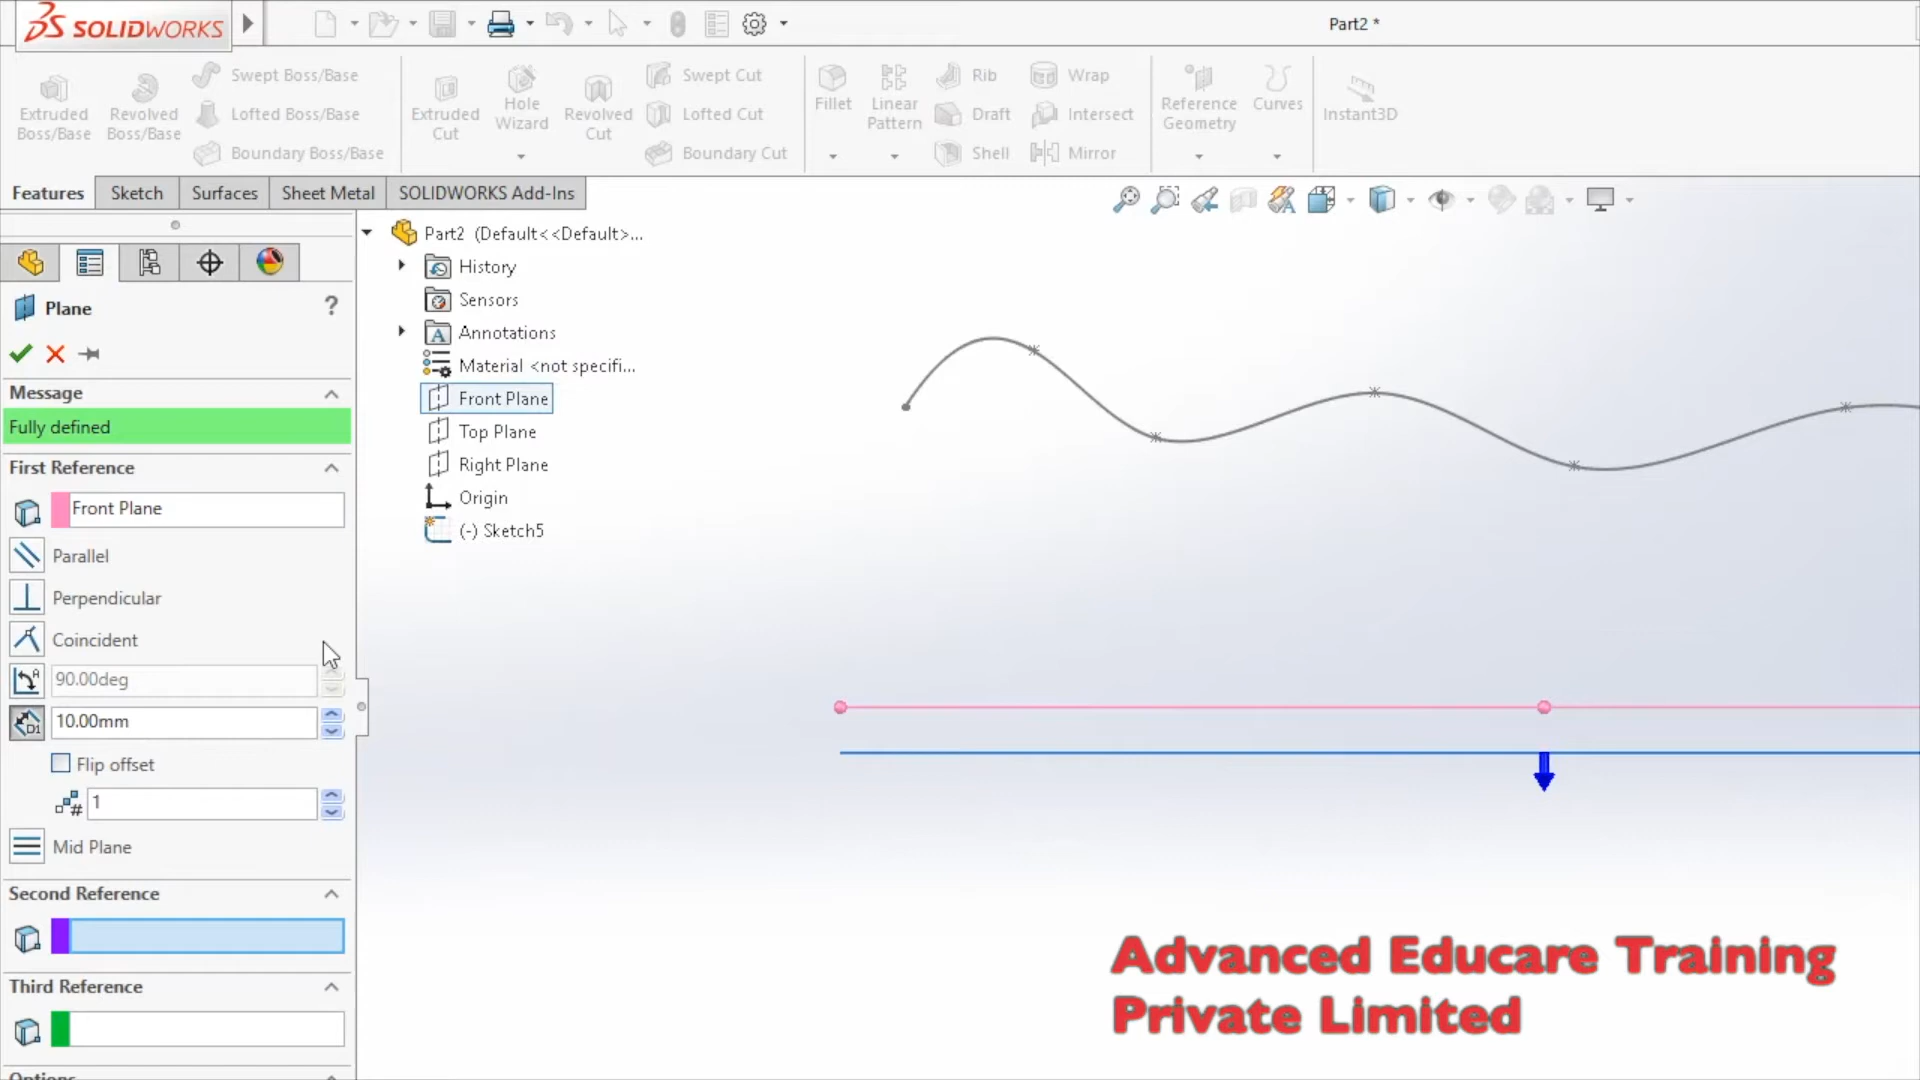 SOLIDWORKS
Part2 *
Extruded Boss/Base
Revolved Boss/Base
Swept Boss/Base
Lofted Boss/Base
Boundary Boss/Base
Extruded Cut
Hole Wizard
Revolved Cut
Swept Cut
Lofted Cut
Boundary Cut
Fillet
Linear Pattern
Rib
Draft
Shell
Wrap
Intersect
Mirror
Reference Geometry
Curves
Instant3D
Features
Sketch
Surfaces
Sheet Metal
SOLIDWORKS Add-Ins
Part2 (Default<<Default>...
History
Sensors
Annotations
Material <not specifi...
Front Plane
Top Plane
Right Plane
Origin
(-) Sketch5
Plane
?
Message
Fully defined
First Reference
Front Plane
Parallel
Perpendicular
Coincident
90.00deg
10.00mm
Flip offset
# 1
Mid Plane
Second Reference
Third Reference
Options
Advanced Educare Training
Private Limited